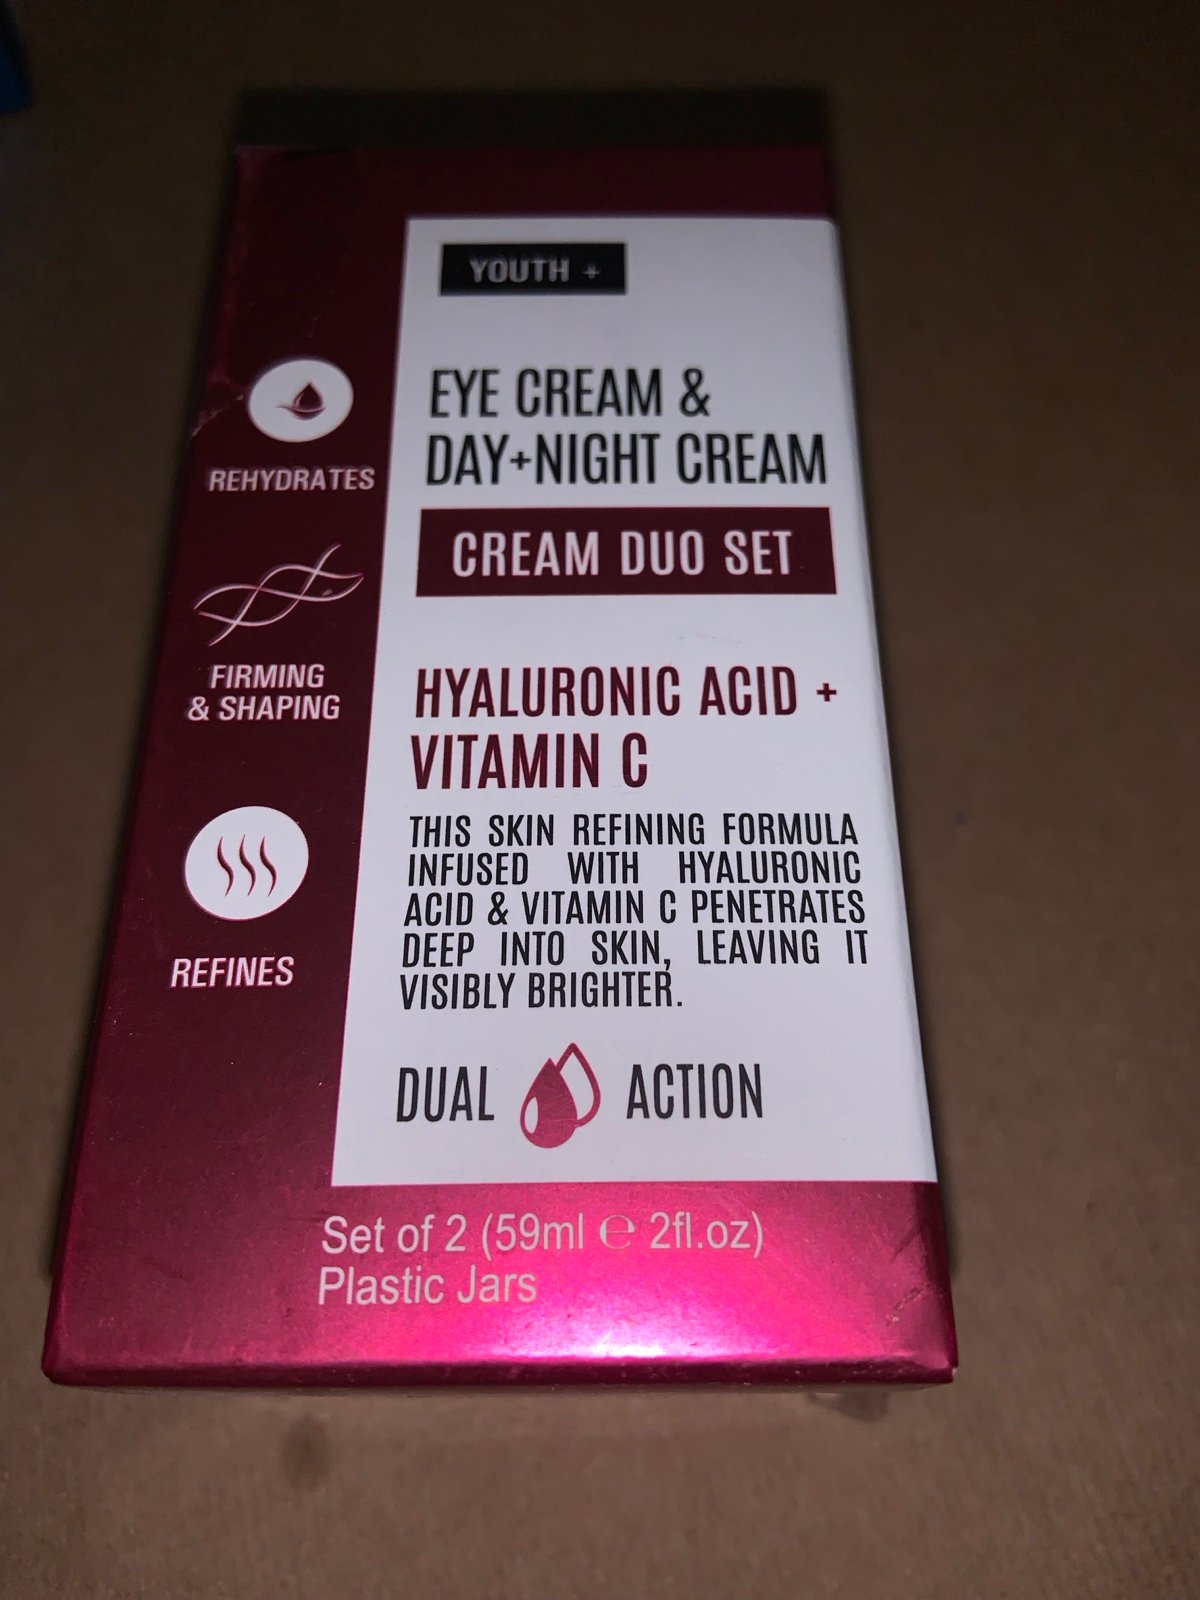 YOUTH +
EYE CREAM &
DAY+NIGHT CREAM
CREAM DUO SET
HYALURONIC ACID +
VITAMIN C
THIS SKIN REFINING FORMULA
INFUSED WITH HYALURONIC
ACID & VITAMIN C PENETRATES
DEEP INTO SKIN, LEAVING IT
VISIBLY BRIGHTER.
DUAL ACTION
REHYDRATES
FIRMING
& SHAPING
REFINES
Set of 2 (59ml ℮ 2fl.oz)
Plastic Jars